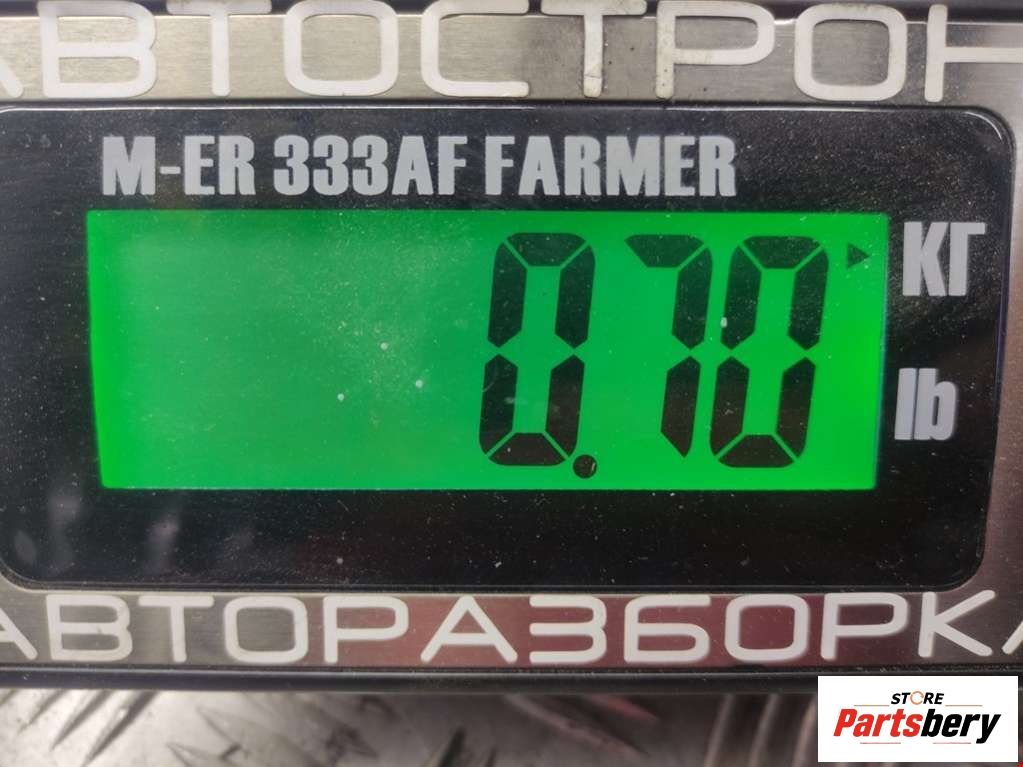 АВТОСТРОН
M-ER 333AF FARMER
0.70
КГ
lb
АВТОРАЗБОРКА
STORE
Partsbery